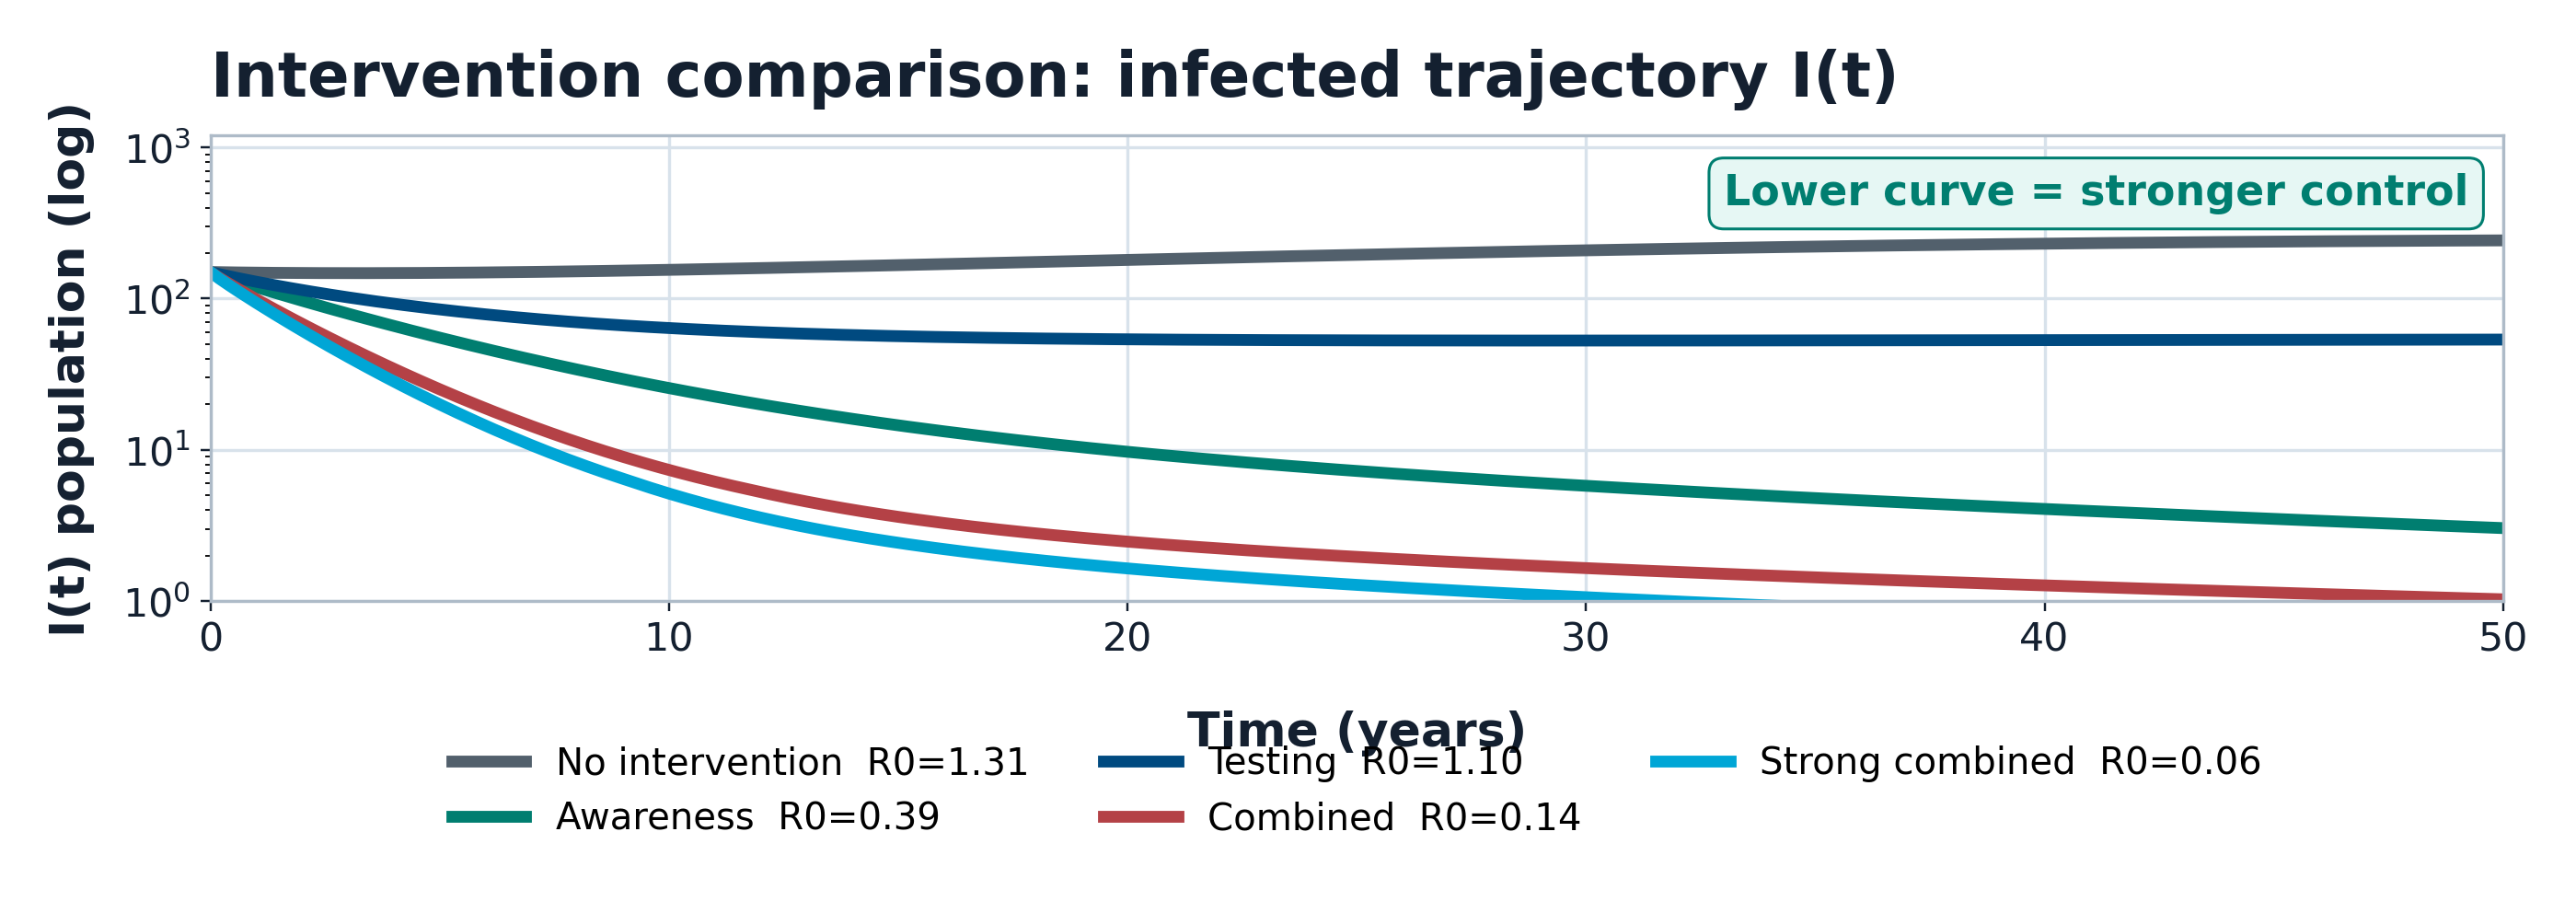 Intervention comparison: infected trajectory I(t)
I(t) population (log)
10³
10²
10¹
10⁰
Lower curve = stronger control
0 10 20 30 40 50
Time (years)
No intervention R0=1.31 Testing R0=1.10 Strong combined R0=0.06
Awareness R0=0.39 Combined R0=0.14